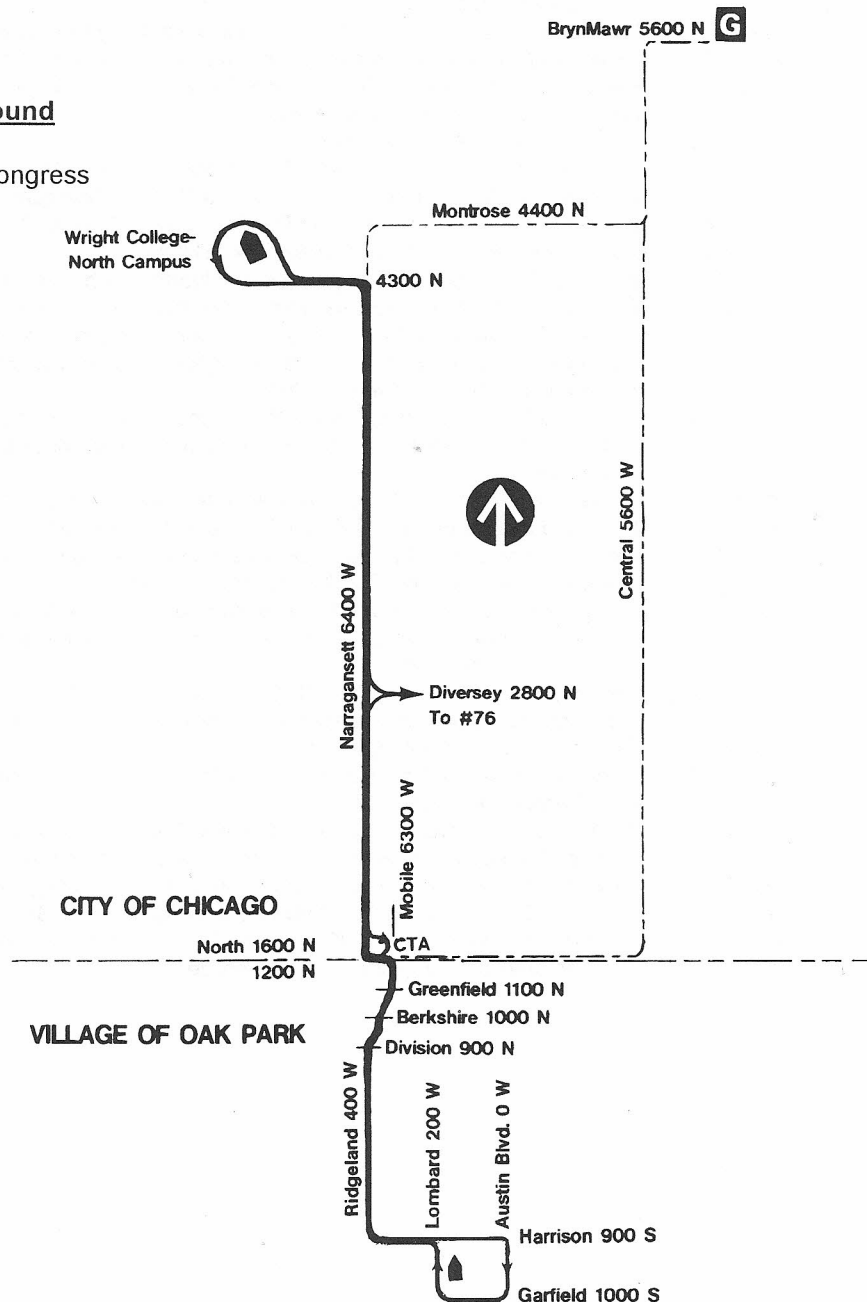 BrynMawr 5600 N G
ound
ongress
Montrose 4400 N
Wright College-
North Campus
4300 N
Central 5600 W
Narragansett 6400 W
Diversey 2800 N
To #76
Mobile 6300 W
CITY OF CHICAGO
North 1600 N
CTA
1200 N
Greenfield 1100 N
Berkshire 1000 N
VILLAGE OF OAK PARK
Division 900 N
Ridgeland 400 W
Lombard 200 W
Austin Blvd. 0 W
Harrison 900 S
Garfield 1000 S